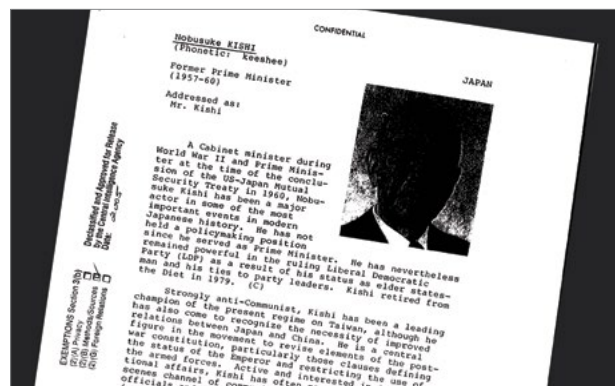 CONFIDENTIAL
Nobusuke KISHI
(Phonetic: keeshee)
JAPAN
Former Prime Minister
(1957-60)
Addressed as:
Mr. Kishi
A Cabinet minister during
World War II and Prime Minis-
ter at the time of the conclu-
sion of the US-Japan Mutual
Security Treaty in 1960, Nobu-
suke Kishi has been a major
actor in some of the most
important events in modern
Japanese history. He has not
held a policymaking position
since he served as Prime Minister. He has nevertheless
remained powerful in the ruling Liberal Democratic
Party (LDP) as a result of his status as elder states-
man and his ties to party leaders. Kishi retired from
the Diet in 1979. (C)
Strongly anti-Communist, Kishi has been a leading
champion of the present regime on Taiwan, although he
has also come to recognize the necessity of improved
relations between Japan and China. He is a central
figure in the movement to revise elements of the post-
war constitution, particularly those clauses defining
the status of the Emperor and restricting the use of
the armed forces. Active and interested in
tional affairs, Kishi has often
scenes channel of
officials
Declassified and Approved for Release
by the Central Intelligence Agency
Date:
EXEMPTIONS Section 3(b)
(2)(A) Privacy
(2)(B) Methods/Sources
(2)(G) Foreign Relations